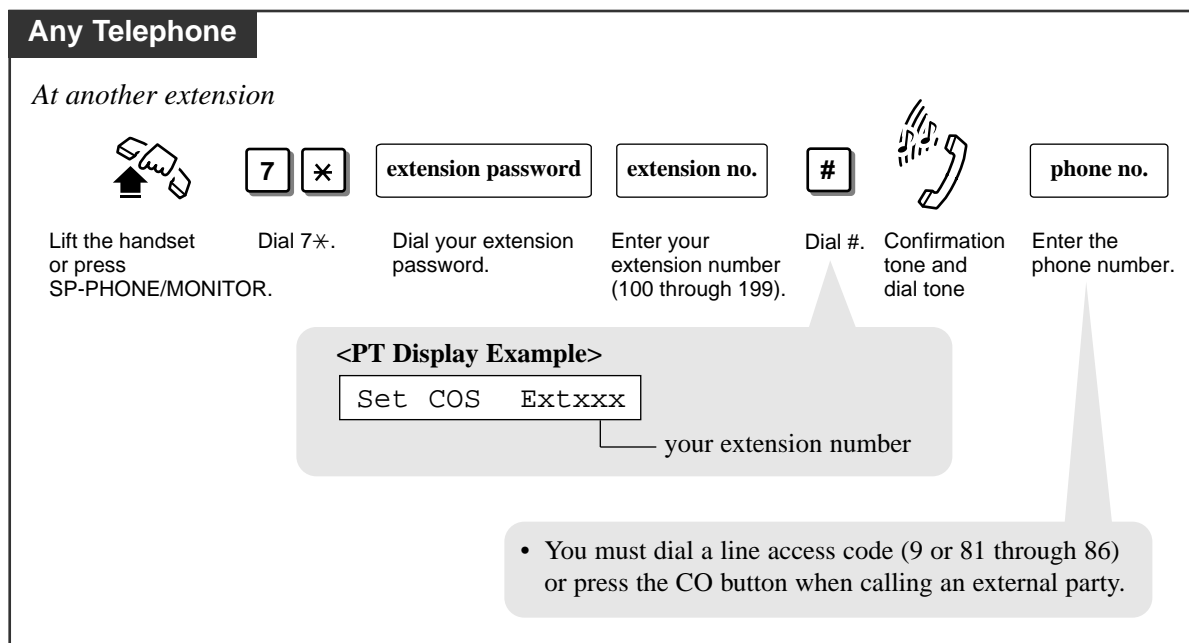 Any Telephone
At another extension
7 ✳ extension password extension no. # phone no.
Lift the handset
or press
SP-PHONE/MONITOR.
Dial 7✳.
Dial your extension
password.
Enter your
extension number
(100 through 199).
Dial #.
Confirmation
tone and
dial tone
Enter the
phone number.
<PT Display Example>
Set COS Extxxx
your extension number
• You must dial a line access code (9 or 81 through 86)
or press the CO button when calling an external party.